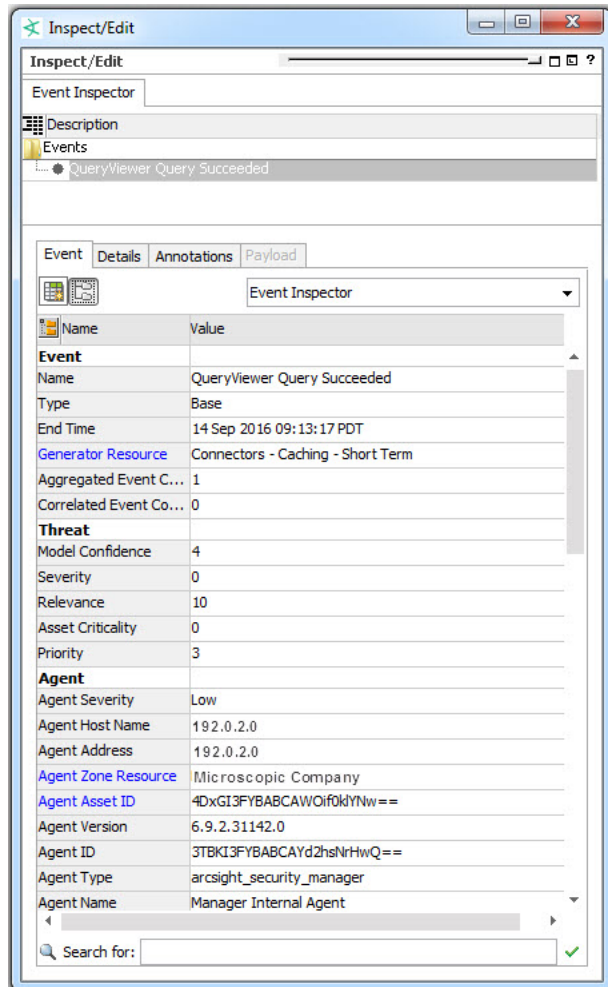 Inspect/Edit
Inspect/Edit ?
Event Inspector
Description
Events
QueryViewer Query Succeeded
Event Details Annotations Payload
Event Inspector
Name Value
Event
Name QueryViewer Query Succeeded
Type Base
End Time 14 Sep 2016 09:13:17 PDT
Generator Resource Connectors - Caching - Short Term
Aggregated Event C... 1
Correlated Event Co... 0
Threat
Model Confidence 4
Severity 0
Relevance 10
Asset Criticality 0
Priority 3
Agent
Agent Severity Low
Agent Host Name 192.0.2.0
Agent Address 192.0.2.0
Agent Zone Resource Microscopic Company
Agent Asset ID 4DxGI3FYBABCAWOif0klYNw==
Agent Version 6.9.2.31142.0
Agent ID 3TBKI3FYBABCAYd2hsNrHwQ==
Agent Type arcsight_security_manager
Agent Name Manager Internal Agent
Search for: